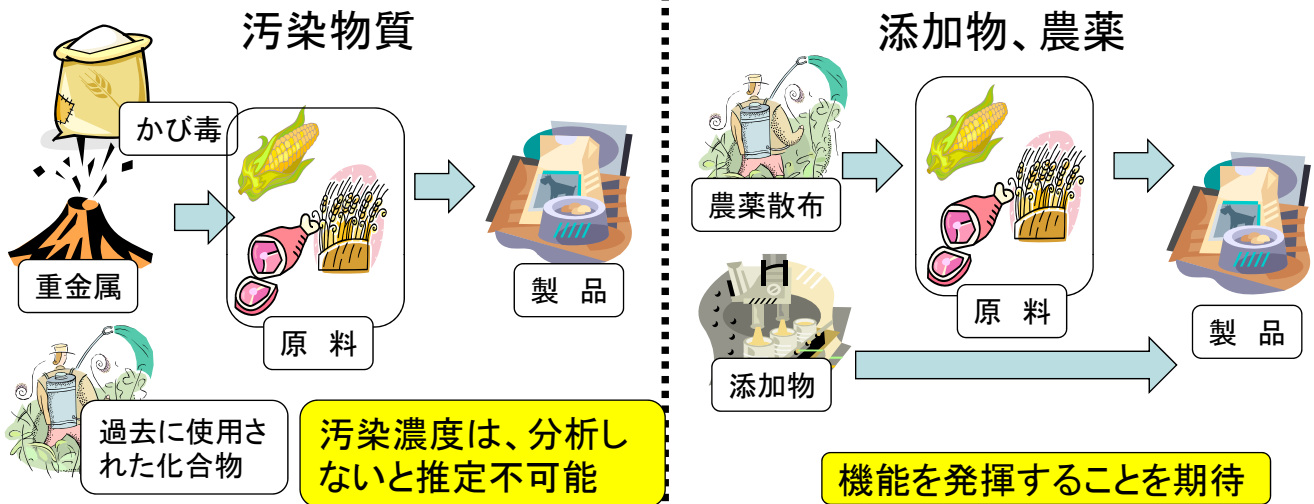 汚染物質
かび毒
重金属
原　料
製　品
過去に使用さ
れた化合物
汚染濃度は、分析し
ないと推定不可能
添加物、農薬
農薬散布
原　料
添加物
製　品
機能を発揮することを期待